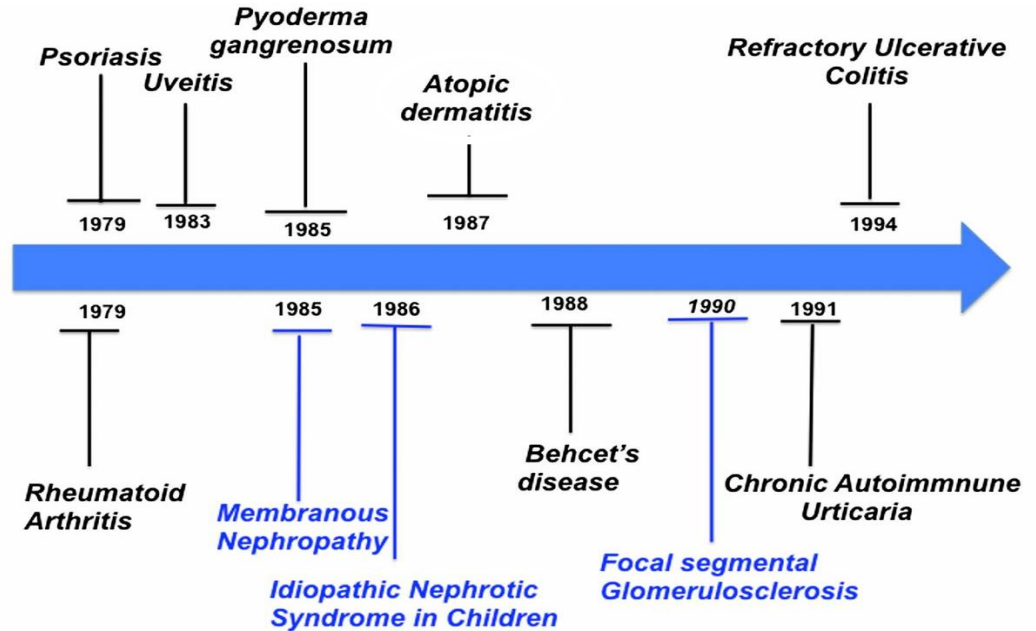 Psoriasis
Uveitis
Pyoderma
gangrenosum
Atopic
dermatitis
Refractory Ulcerative
Colitis
1979
1983
1985
1987
1994
1979
1985
1986
1988
1990
1991
Rheumatoid
Arthritis
Membranous
Nephropathy
Idiopathic Nephrotic
Syndrome in Children
Behcet's
disease
Focal segmental
Glomerulosclerosis
Chronic Autoimmnune
Urticaria